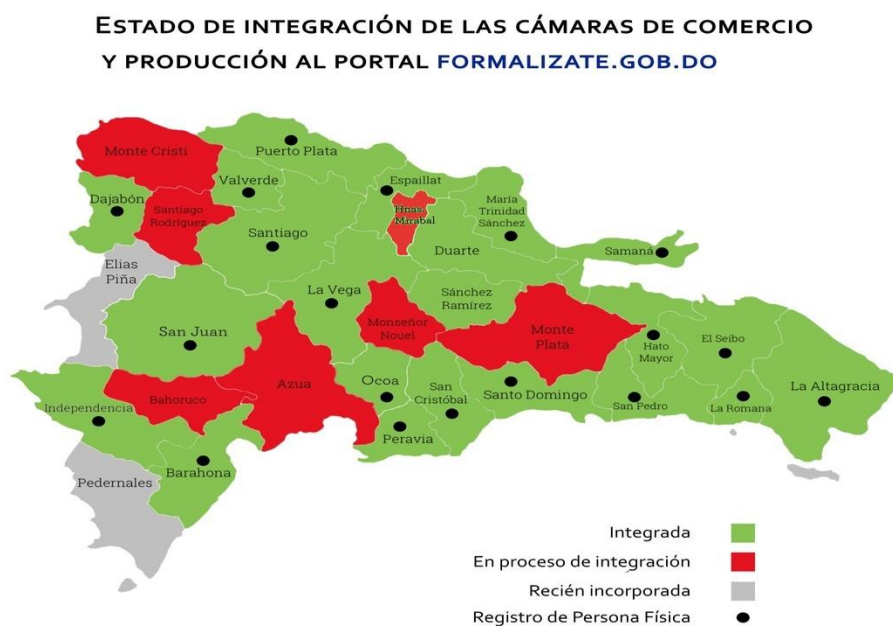 ESTADO DE INTEGRACIÓN DE LAS CÁMARAS DE COMERCIO
Y PRODUCCIÓN AL PORTAL FORMALIZATE.GOB.DO
Monte Cristi
Puerto Plata
Dajabón
Valverde
Espaillat
Santiago
Rodríguez
Hnas.
Mirabal
María
Trinidad
Sánchez
Santiago
Duarte
Samaná
Elias
Piña
La Vega
Sánchez
Ramírez
San Juan
Monseñor
Nouel
Monte
Plata
Hato
Mayor
El Seibo
Azua
Ocoa
San
Cristóbal
Santo Domingo
La Altagracia
Independencia
Bahoruco
San Pedro
La Romana
Peravia
Barahona
Pedernales
Integrada
En proceso de integración
Recién incorporada
Registro de Persona Física